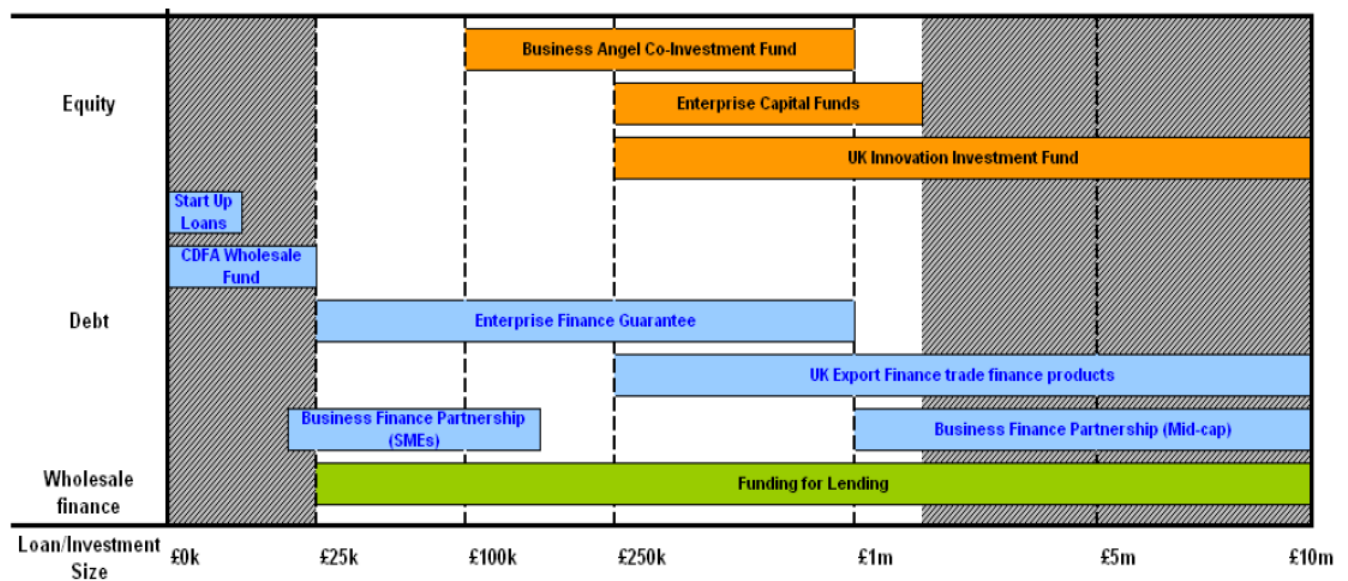 Business Angel Co-Investment Fund
Equity
Enterprise Capital Funds
UK Innovation Investment Fund
Start Up
Loans
CDFA Wholesale
Fund
Debt
Enterprise Finance Guarantee
UK Export Finance trade finance products
Business Finance Partnership
(SMEs)
Business Finance Partnership (Mid-cap)
Wholesale
finance
Funding for Lending
Loan/Investment
Size
£0k £25k £100k £250k £1m £5m £10m